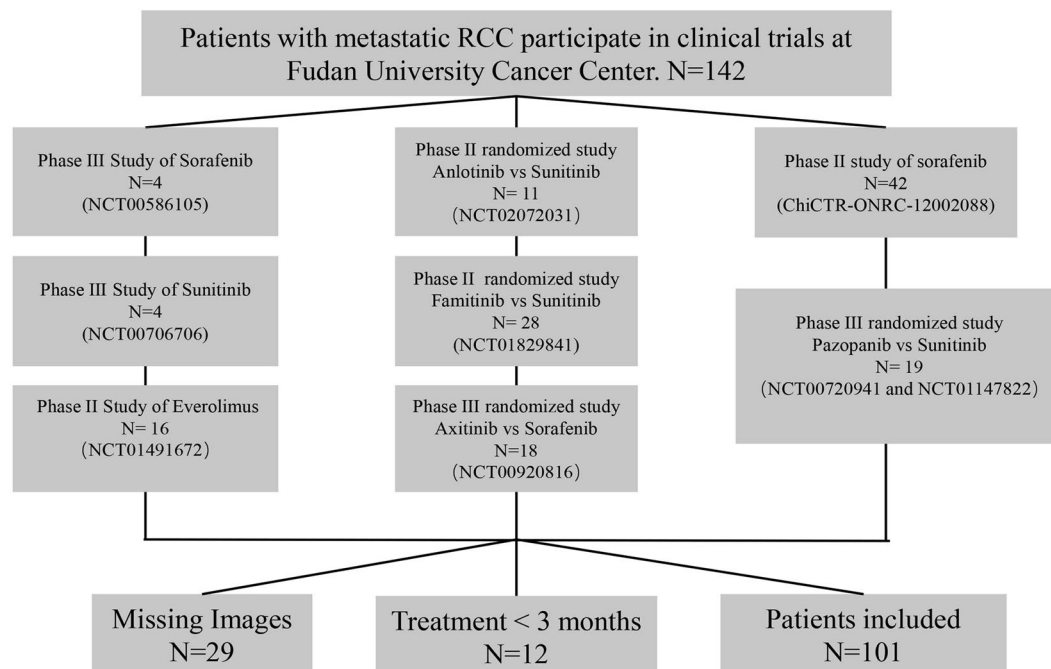 Patients with metastatic RCC participate in clinical trials at
Fudan University Cancer Center. N=142
Phase III Study of Sorafenib
N=4
(NCT00586105)
Phase III Study of Sunitinib
N=4
(NCT00706706)
Phase II Study of Everolimus
N= 16
(NCT01491672)
Phase II randomized study
Anlotinib vs Sunitinib
N= 11
(NCT02072031)
Phase II randomized study
Famitinib vs Sunitinib
N= 28
(NCT01829841)
Phase III randomized study
Axitinib vs Sorafenib
N=18
(NCT00920816)
Phase II study of sorafenib
N=42
(ChiCTR-ONRC-12002088)
Phase III randomized study
Pazopanib vs Sunitinib
N= 19
(NCT00720941 and NCT01147822)
Missing Images
N=29
Treatment < 3 months
N=12
Patients included
N=101